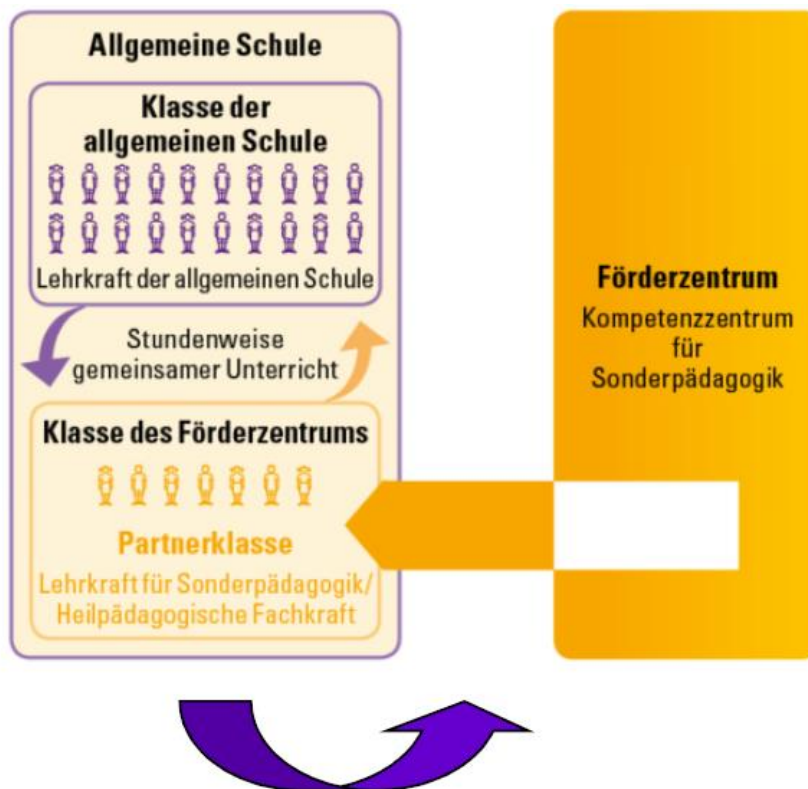 Allgemeine Schule
Klasse der
allgemeinen Schule
Lehrkraft der allgemeinen Schule
Stundenweise
gemeinsamer Unterricht
Klasse des Förderzentrums
Partnerklasse
Lehrkraft für Sonderpädagogik/
Heilpädagogische Fachkraft
Förderzentrum
Kompetenzzentrum
für
Sonderpädagogik